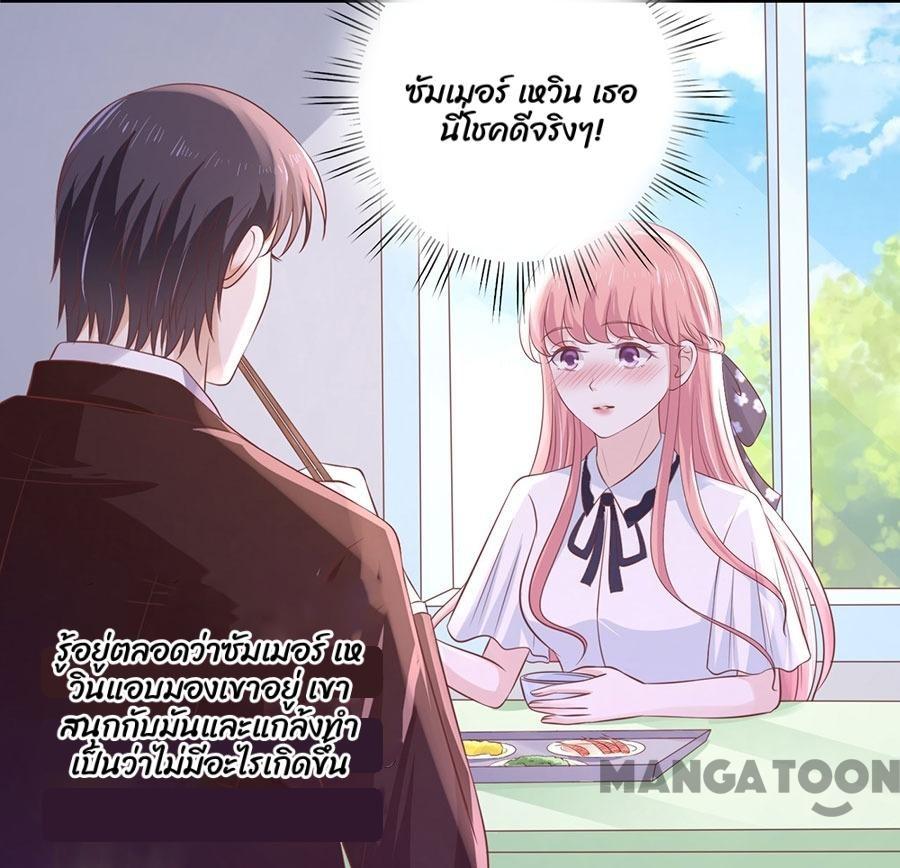 ซัมเมอร์ เหวิน เธอ
นี่โชคดีจริงๆ!
รู้อยู่ตลอดว่าซัมเมอร์ เห
วินแอบมองเขาอยู่ เขา
สนุกกับมันและแกล้งทำ
เป็นว่าไม่มีอะไรเกิดขึ้น
MANGA TOON